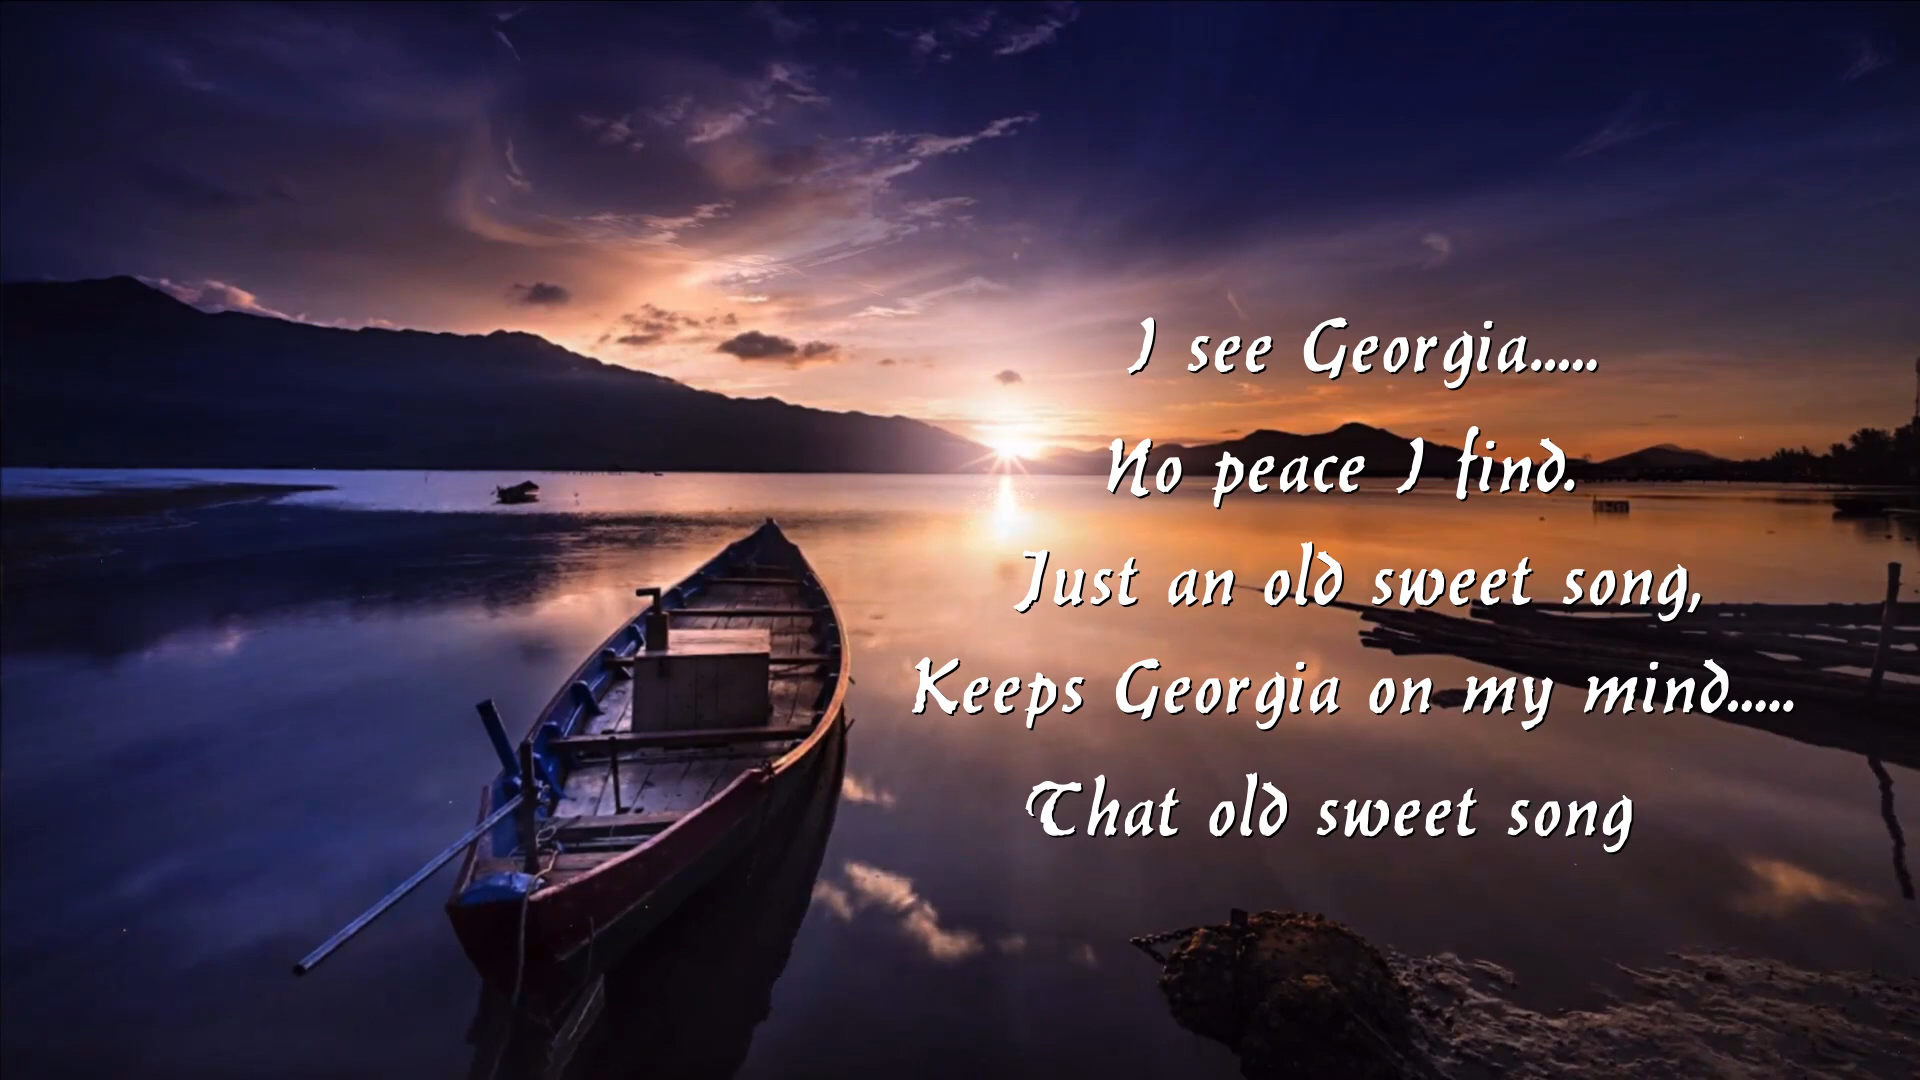 I see Georgia.....
No peace I find.
Just an old sweet song,
Keeps Georgia on my mind.....
That old sweet song